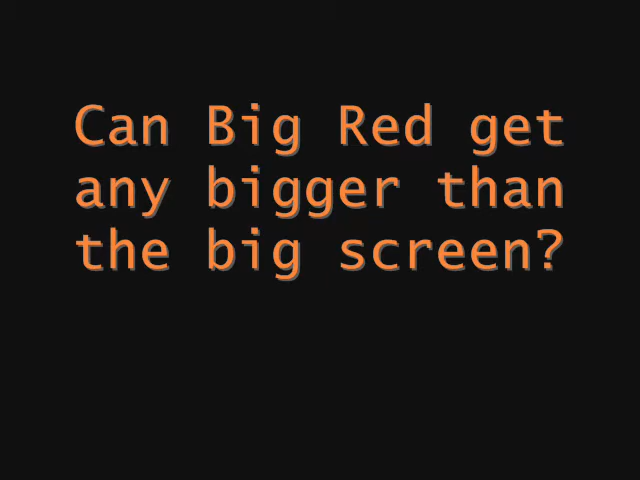 Can Big Red get
any bigger than
the big screen?